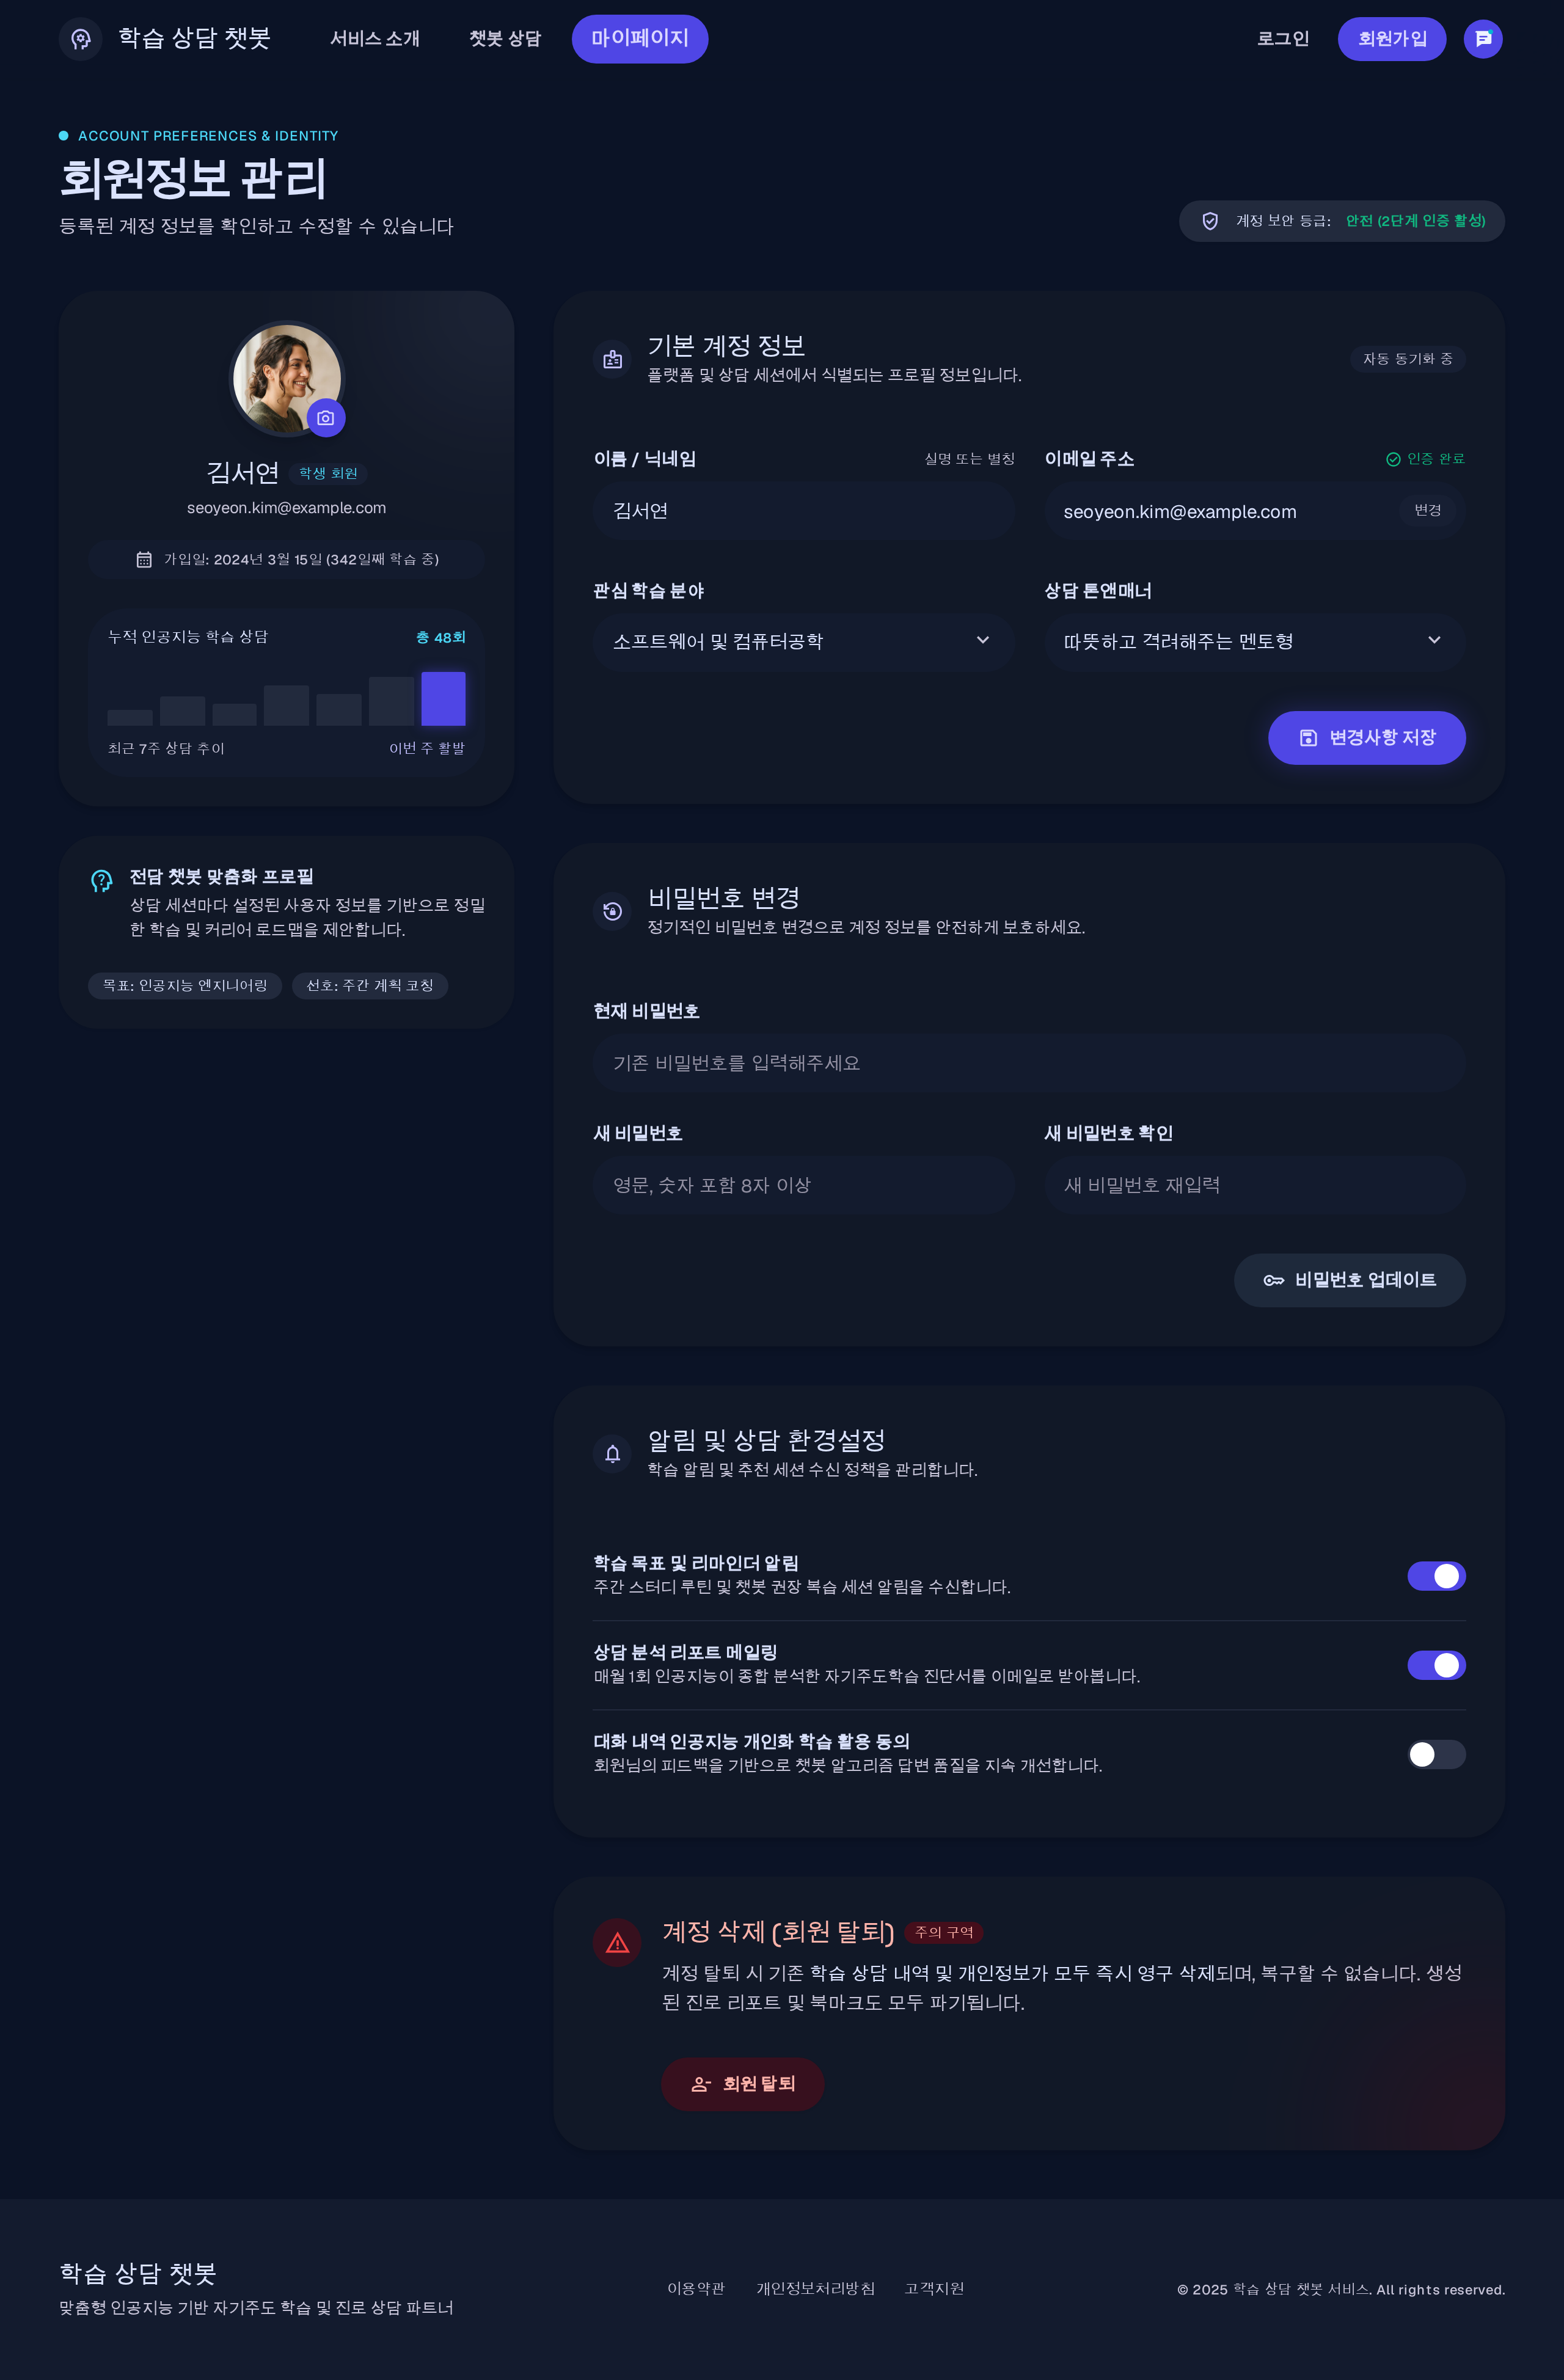 학습 상담 챗봇
서비스 소개
챗봇 상담
마이페이지
로그인
회원가입
ACCOUNT PREFERENCES & IDENTITY
회원정보 관리
등록된 계정 정보를 확인하고 수정할 수 있습니다
계정 보안 등급: 안전 (2단계 인증 활성)
김서연 학생 회원
seoyeon.kim@example.com
가입일: 2024년 3월 15일 (342일째 학습 중)
누적 인공지능 학습 상담 총 48회
최근 7주 상담 추이 이번 주 활발
전담 챗봇 맞춤화 프로필
상담 세션마다 설정된 사용자 정보를 기반으로 정밀
한 학습 및 커리어 로드맵을 제안합니다.
목표: 인공지능 엔지니어링
선호: 주간 계획 코칭
기본 계정 정보
플랫폼 및 상담 세션에서 식별되는 프로필 정보입니다.
자동 동기화 중
이름 / 닉네임 실명 또는 별칭
김서연
이메일 주소 인증 완료
seoyeon.kim@example.com 변경
관심 학습 분야
소프트웨어 및 컴퓨터공학
상담 톤앤매너
따뜻하고 격려해주는 멘토형
변경사항 저장
비밀번호 변경
정기적인 비밀번호 변경으로 계정 정보를 안전하게 보호하세요.
현재 비밀번호
기존 비밀번호를 입력해주세요
새 비밀번호
영문, 숫자 포함 8자 이상
새 비밀번호 확인
새 비밀번호 재입력
비밀번호 업데이트
알림 및 상담 환경설정
학습 알림 및 추천 세션 수신 정책을 관리합니다.
학습 목표 및 리마인더 알림
주간 스터디 루틴 및 챗봇 권장 복습 세션 알림을 수신합니다.
상담 분석 리포트 메일링
매월 1회 인공지능이 종합 분석한 자기주도학습 진단서를 이메일로 받아봅니다.
대화 내역 인공지능 개인화 학습 활용 동의
회원님의 피드백을 기반으로 챗봇 알고리즘 답변 품질을 지속 개선합니다.
계정 삭제 (회원 탈퇴) 주의 구역
계정 탈퇴 시 기존 학습 상담 내역 및 개인정보가 모두 즉시 영구 삭제되며, 복구할 수 없습니다. 생성
된 진로 리포트 및 북마크도 모두 파기됩니다.
회원 탈퇴
학습 상담 챗봇
맞춤형 인공지능 기반 자기주도 학습 및 진로 상담 파트너
이용약관
개인정보처리방침
고객지원
© 2025 학습 상담 챗봇 서비스. All rights reserved.